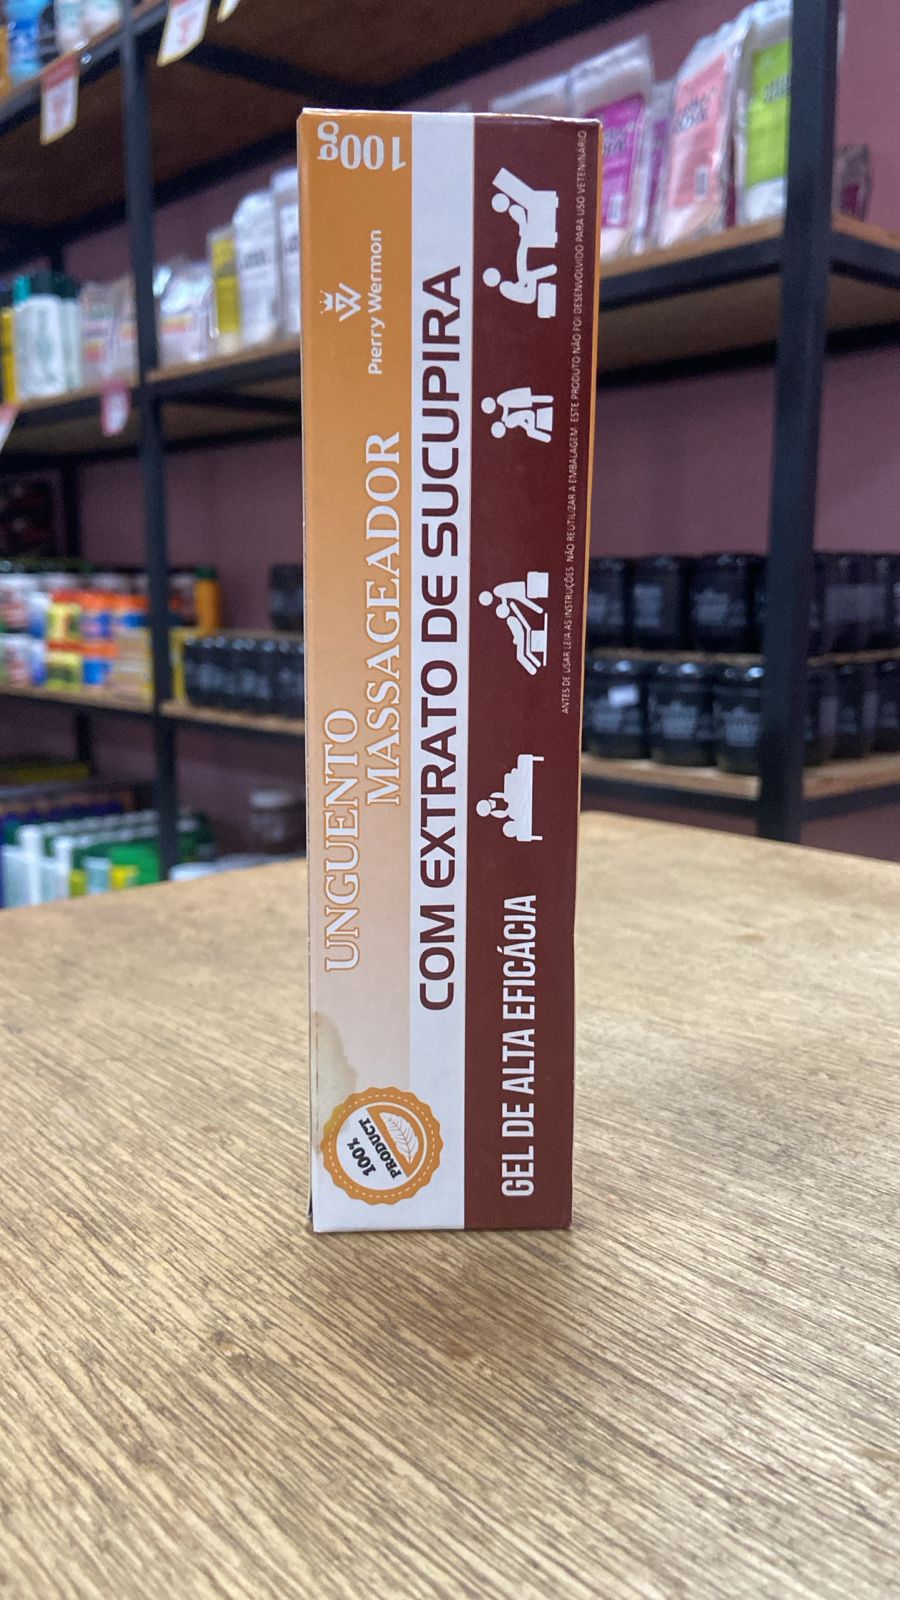 100g
Pierry Wermon
UNGUENTO
MASSAGEADOR
COM EXTRATO DE SUCUPIRA
GEL DE ALTA EFICÁCIA
100%
PRODUCT
ANTES DE USAR LEIA AS INSTRUÇÕES. NÃO REUTILIZAR A EMBALAGEM. ESTE PRODUTO NÃO FOI DESENVOLVIDO PARA USO VETERINÁRIO